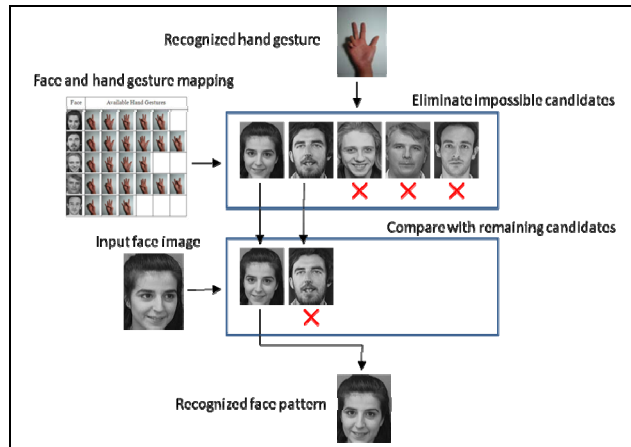 Recognized hand gesture
Face and hand gesture mapping
Face Available Hand Gestures
Eliminate impossible candidates
Compare with remaining candidates
Input face image
Recognized face pattern